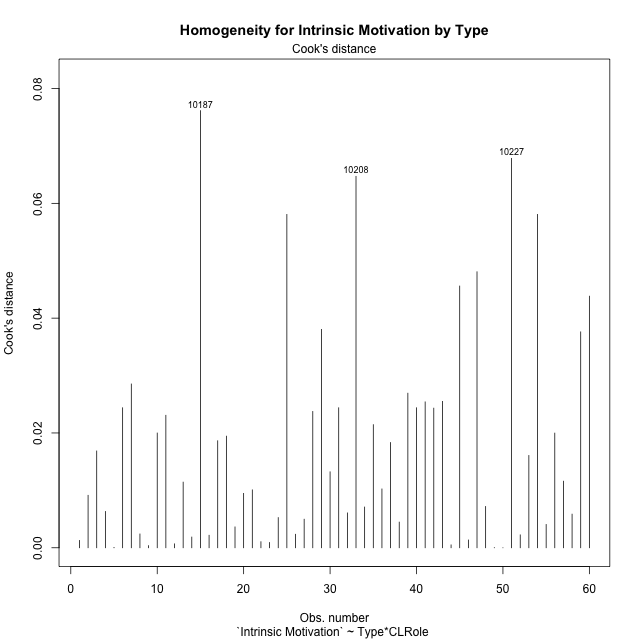 Homogeneity for Intrinsic Motivation by Type
Cook's distance
0.08
10187
10227
10208
0.06
Cook's distance
0.04
0.02
0.00
0 10 20 30 40 50 60
Obs. number
`Intrinsic Motivation` ~ Type*CLRole